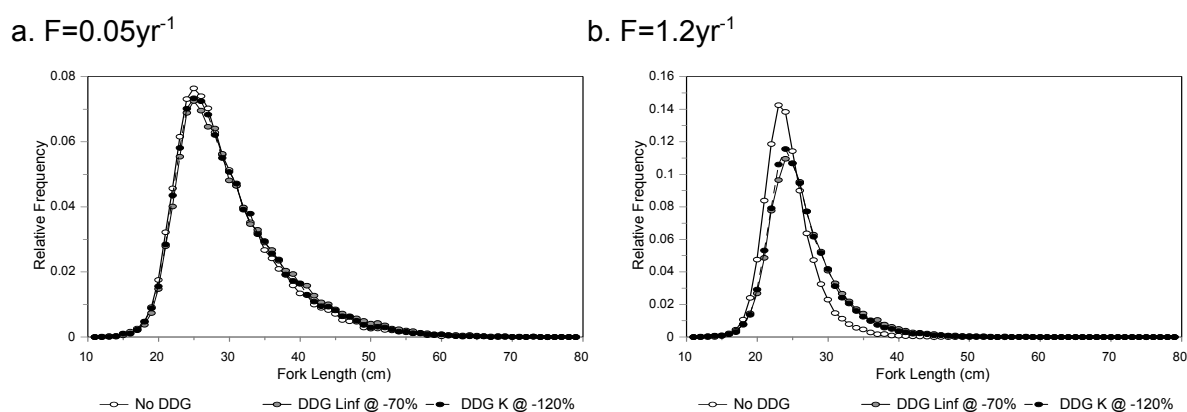 a. F=0.05yr-1
b. F=1.2yr-1
0.08
0.06
0.04
0.02
0
Relative Frequency
10 20 30 40 50 60 70 80
Fork Length (cm)
No DDG DDG Linf @ -70% DDG K @ -120%
0.16
0.14
0.12
0.10
0.08
0.06
0.04
0.02
0
Relative Frequency
10 20 30 40 50 60 70 80
Fork Length (cm)
No DDG DDG Linf @ -70% DDG K @ -120%